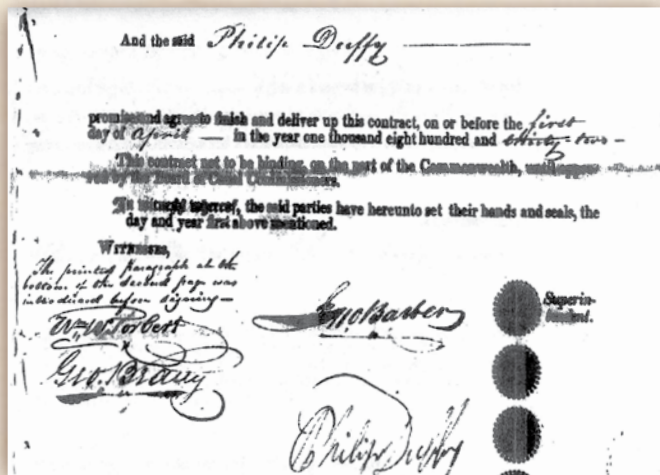 And the said Philip Duffy
promises and agrees to finish and deliver up this contract, on or before the first
day of April — in the year one thousand eight hundred and thirty-two –
This contract not to be binding, on the part of the Commonwealth, until approv-
ed by the Board of Canal Commissioners.
In witness whereof, the said parties have hereunto set their hands and seals, the
day and year first above mentioned.
WITNESSES,
The printed paragraph at the
bottom of the second page was
introduced before signing —
Wm. W. Torbert
Geo. 
Barber
Superin-
tendent.
Philip Duffy